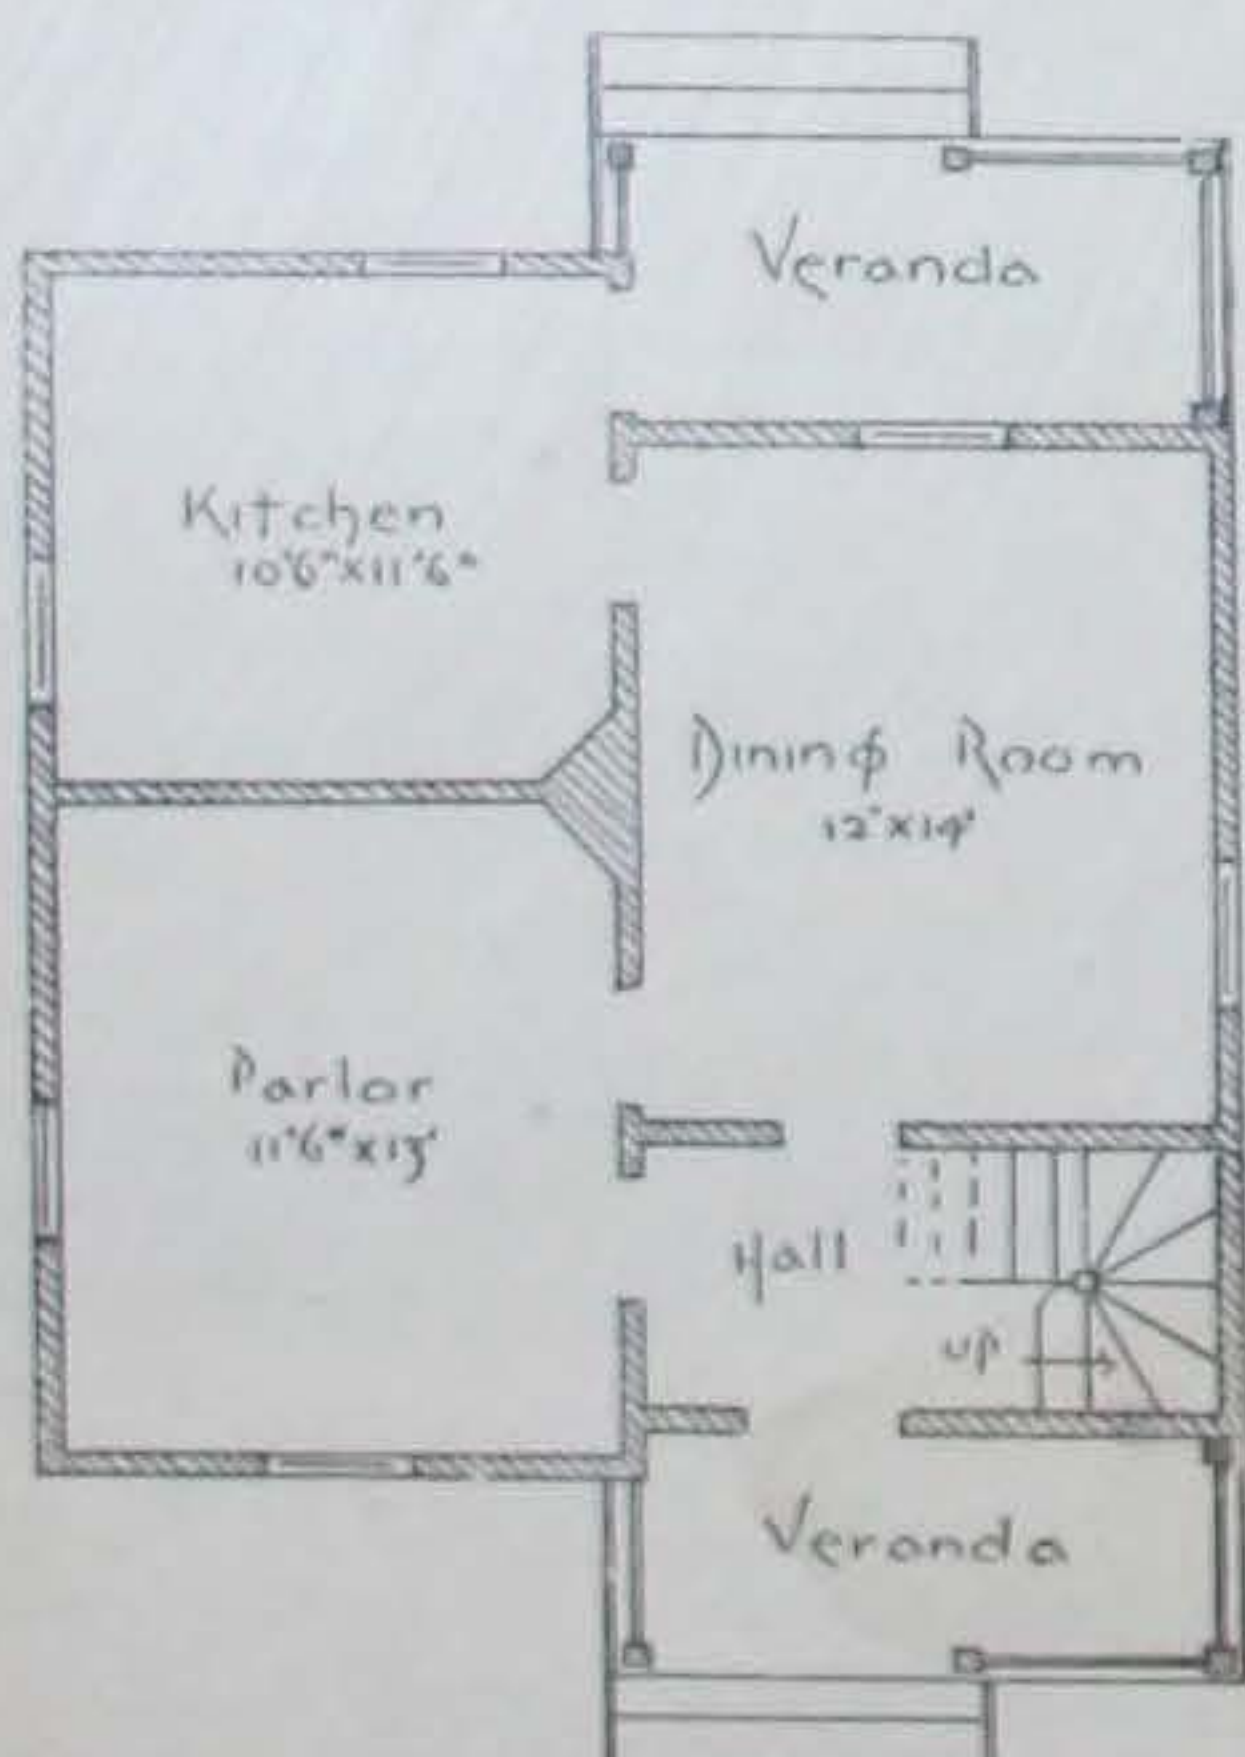 Veranda
Kitchen
10'6"X11'6"
Dining Room
12'X14'
Parlor
11'6"X13'
Hall
UP
Veranda